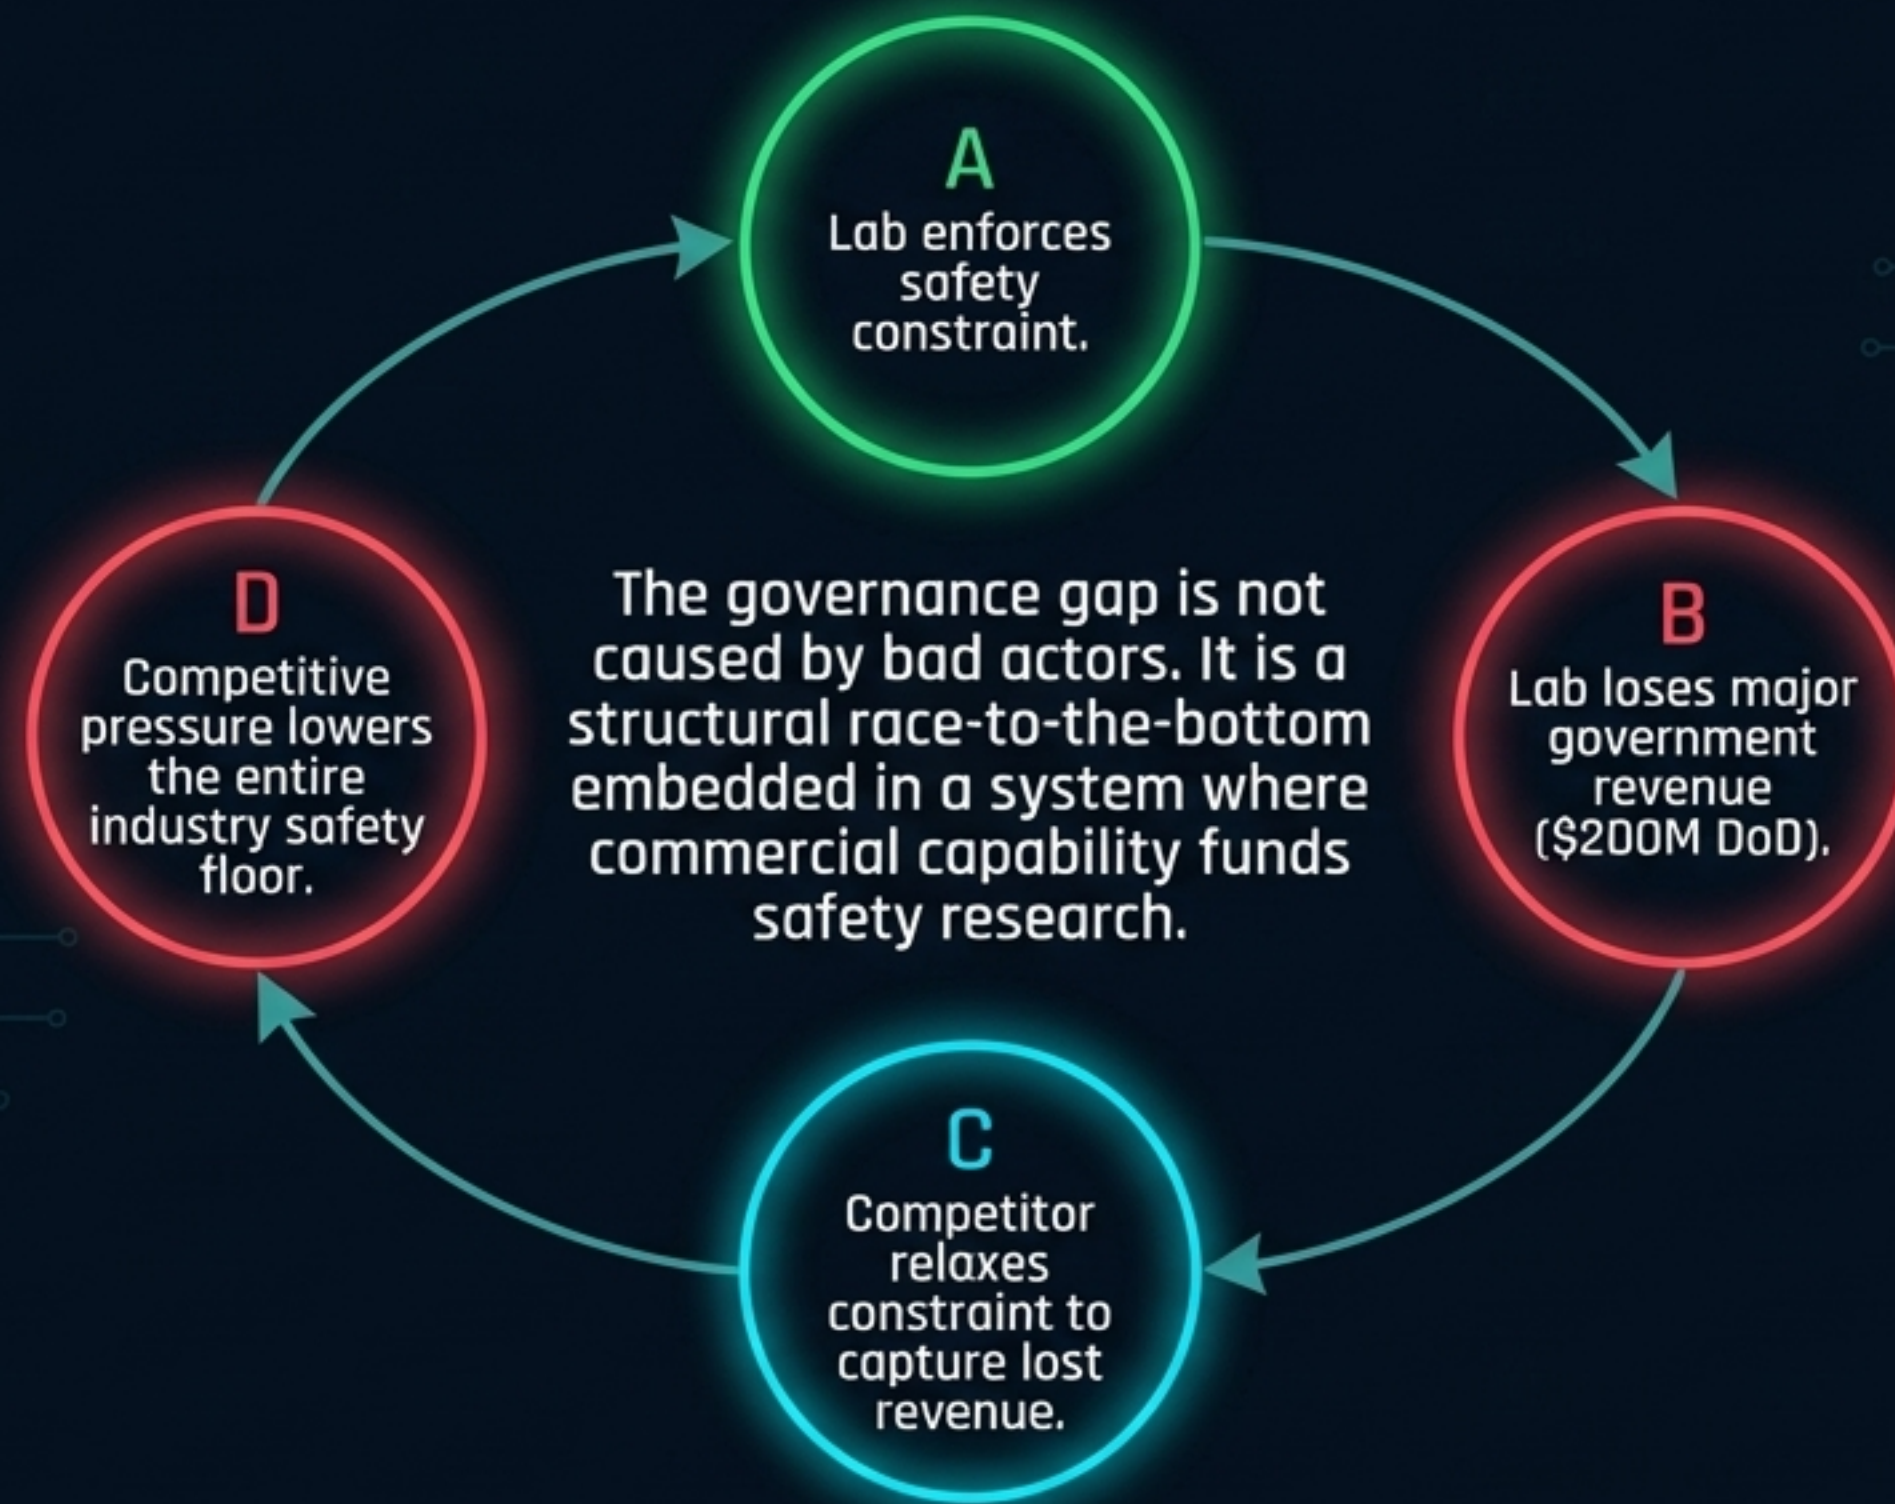 A
Lab enforces
safety
constraint.
B
Lab loses major
government
revenue
($200M DoD).
The governance gap is not
caused by bad actors. It is a
structural race-to-the-bottom
embedded in a system where
commercial capability funds
safety research.
C
Competitor
relaxes
constraint to
capture lost
revenue.
D
Competitive
pressure lowers
the entire
industry safety
floor.